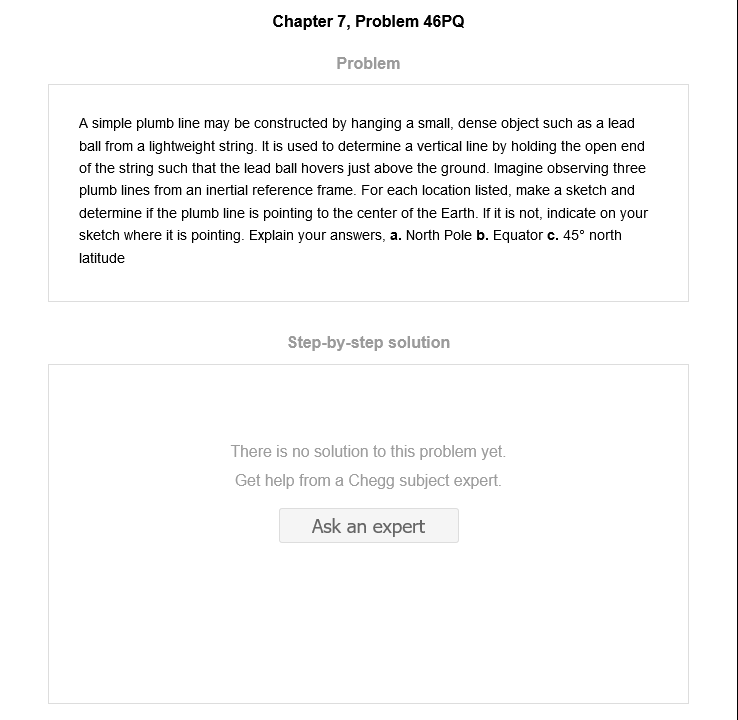 Chapter 7, Problem 46PQ
Problem
A simple plumb line may be constructed by hanging a small, dense object such as a lead
ball from a lightweight string. It is used to determine a vertical line by holding the open end
of the string such that the lead ball hovers just above the ground. Imagine observing three
plumb lines from an inertial reference frame. For each location listed, make a sketch and
determine if the plumb line is pointing to the center of the Earth. If it is not, indicate on your
sketch where it is pointing. Explain your answers, a. North Pole b. Equator c. 45° north
latitude
Step-by-step solution
There is no solution to this problem yet.
Get help from a Chegg subject expert.
Ask an expert